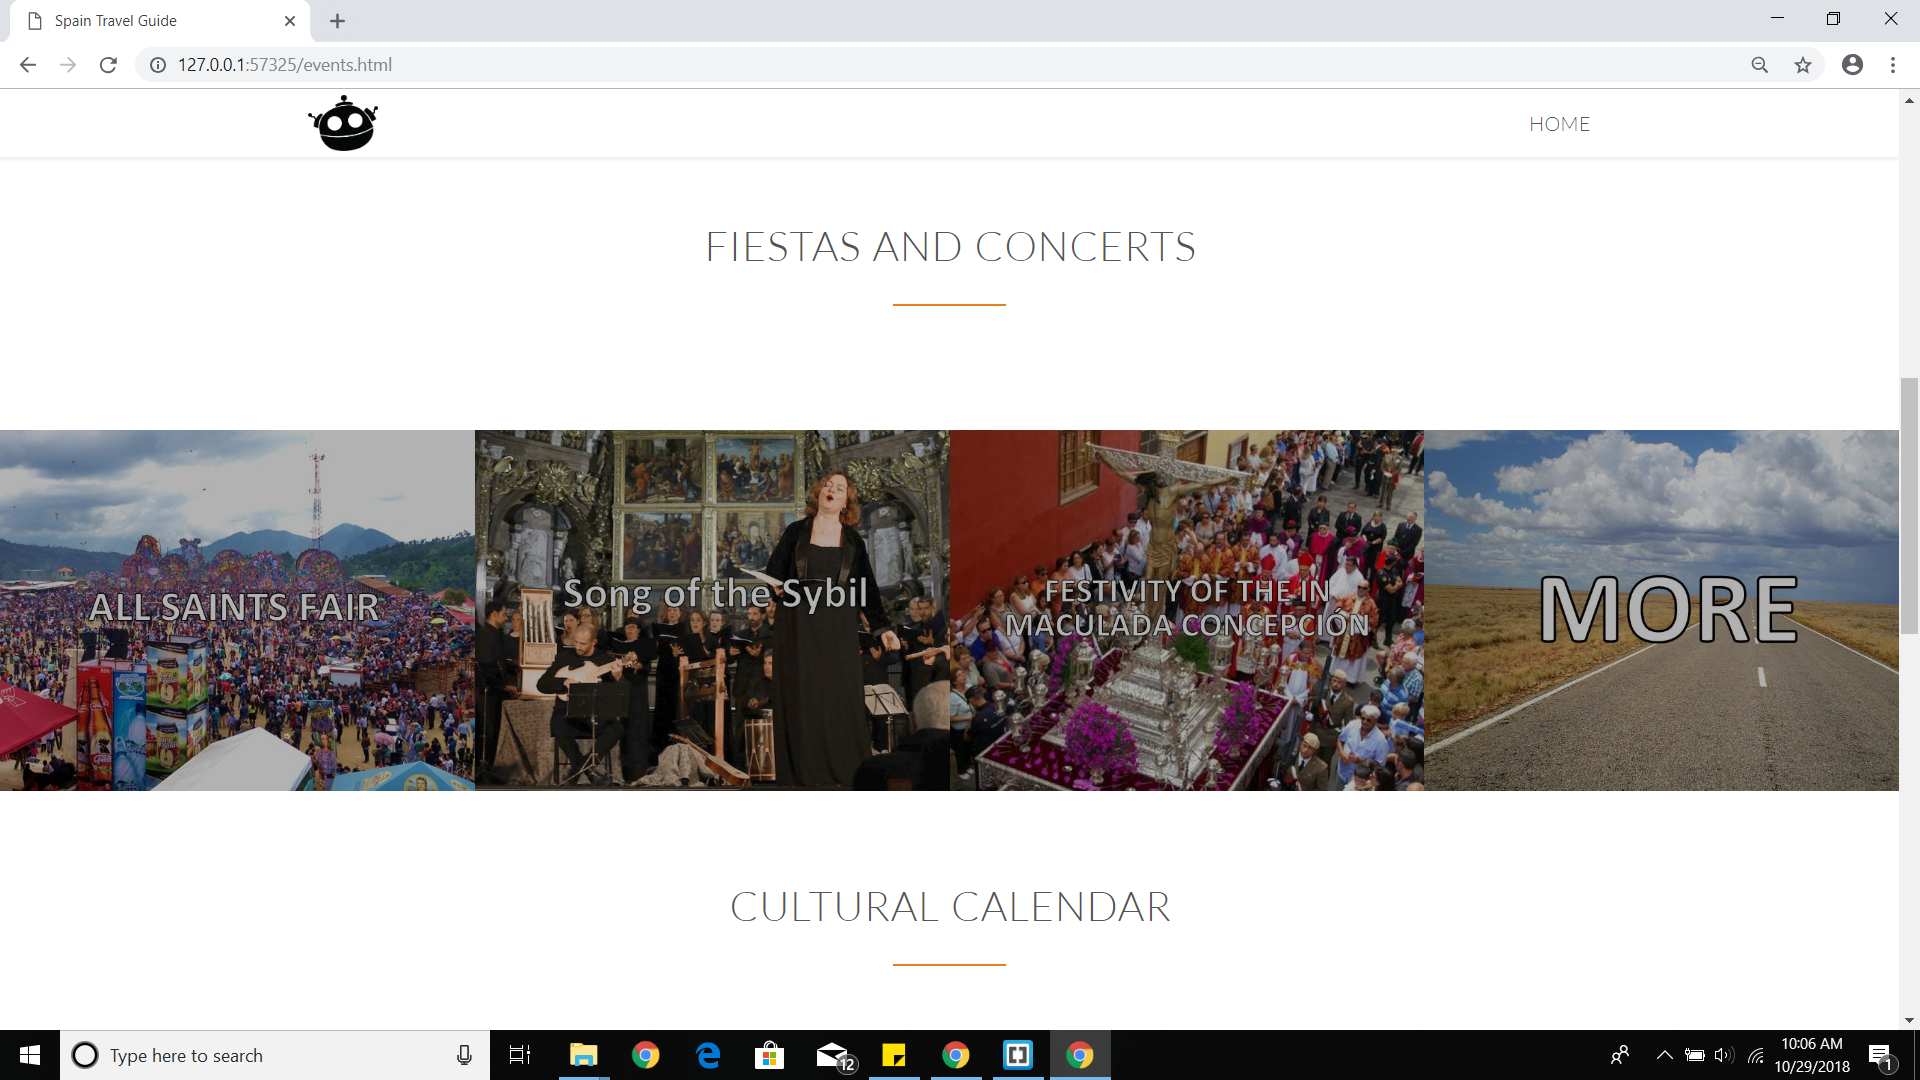 Spain Travel Guide
127.0.0.1:57325/events.html
HOME
FIESTAS AND CONCERTS
ALL SAINTS FAIR
Song of the Sybil
FESTIVITY OF THE IN
MACULADA CONCEPCIÓN
MORE
CULTURAL CALENDAR
Type here to search
12
10:06 AM
10/29/2018
1